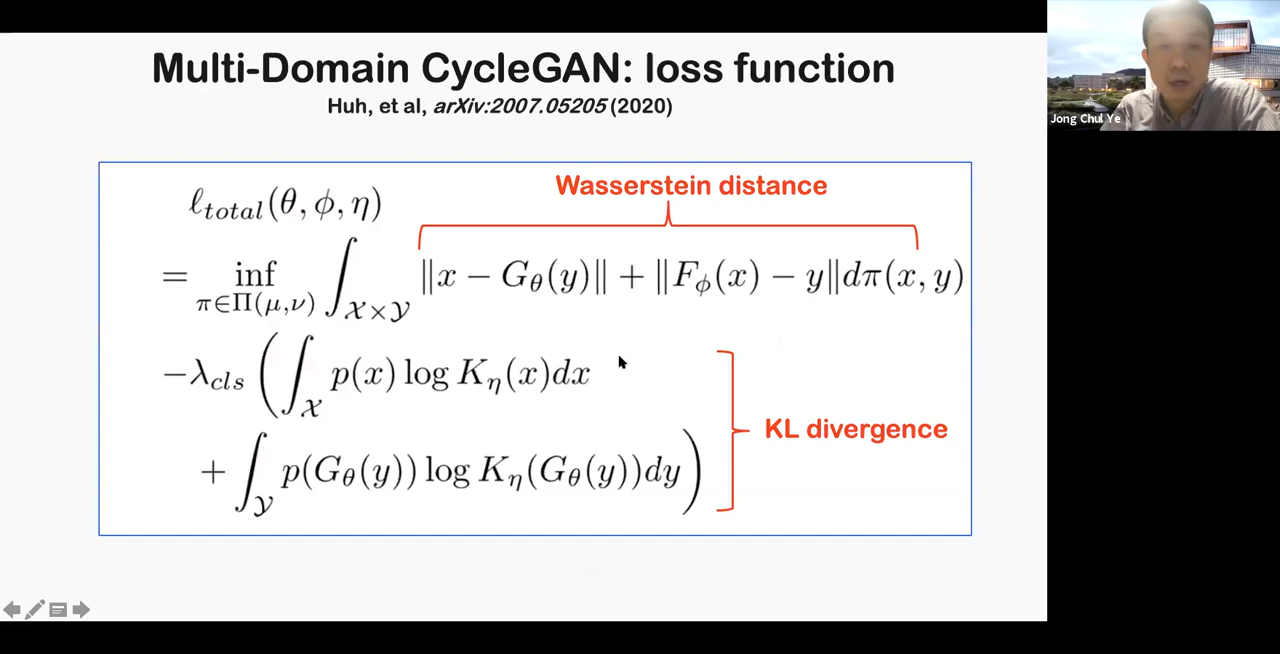 Multi-Domain CycleGAN: loss function
Huh, et al, arXiv:2007.05205 (2020)
Jong Chul Ye
Wasserstein distance
ℓ_total(θ, ϕ, η)
= inf_{π∈Π(μ,ν)} ∫_{𝒳×𝒴} ‖x − G_θ(y)‖ + ‖F_ϕ(x) − y‖dπ(x, y)
−λ_cls ( ∫_𝒳 p(x) log K_η(x)dx
KL divergence
+ ∫_𝒴 p(G_θ(y)) log K_η(G_θ(y))dy )